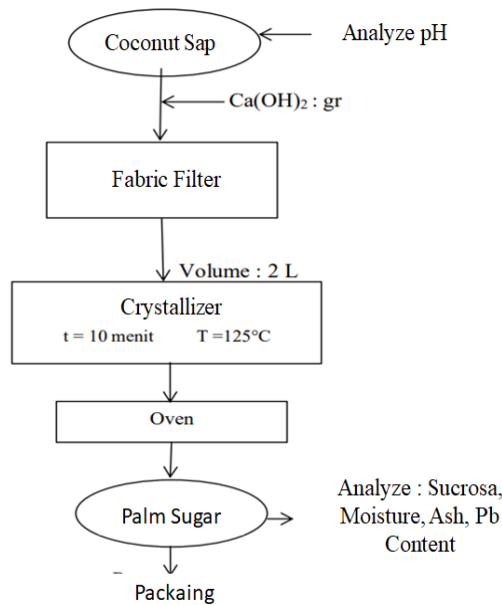 Coconut Sap
Analyze pH
Ca(OH)₂ : gr
Fabric Filter
Volume : 2 L
Crystallizer
t = 10 menit T =125°C
Oven
Palm Sugar
Analyze : Sucrosa,
Moisture, Ash, Pb
Content
Packaing